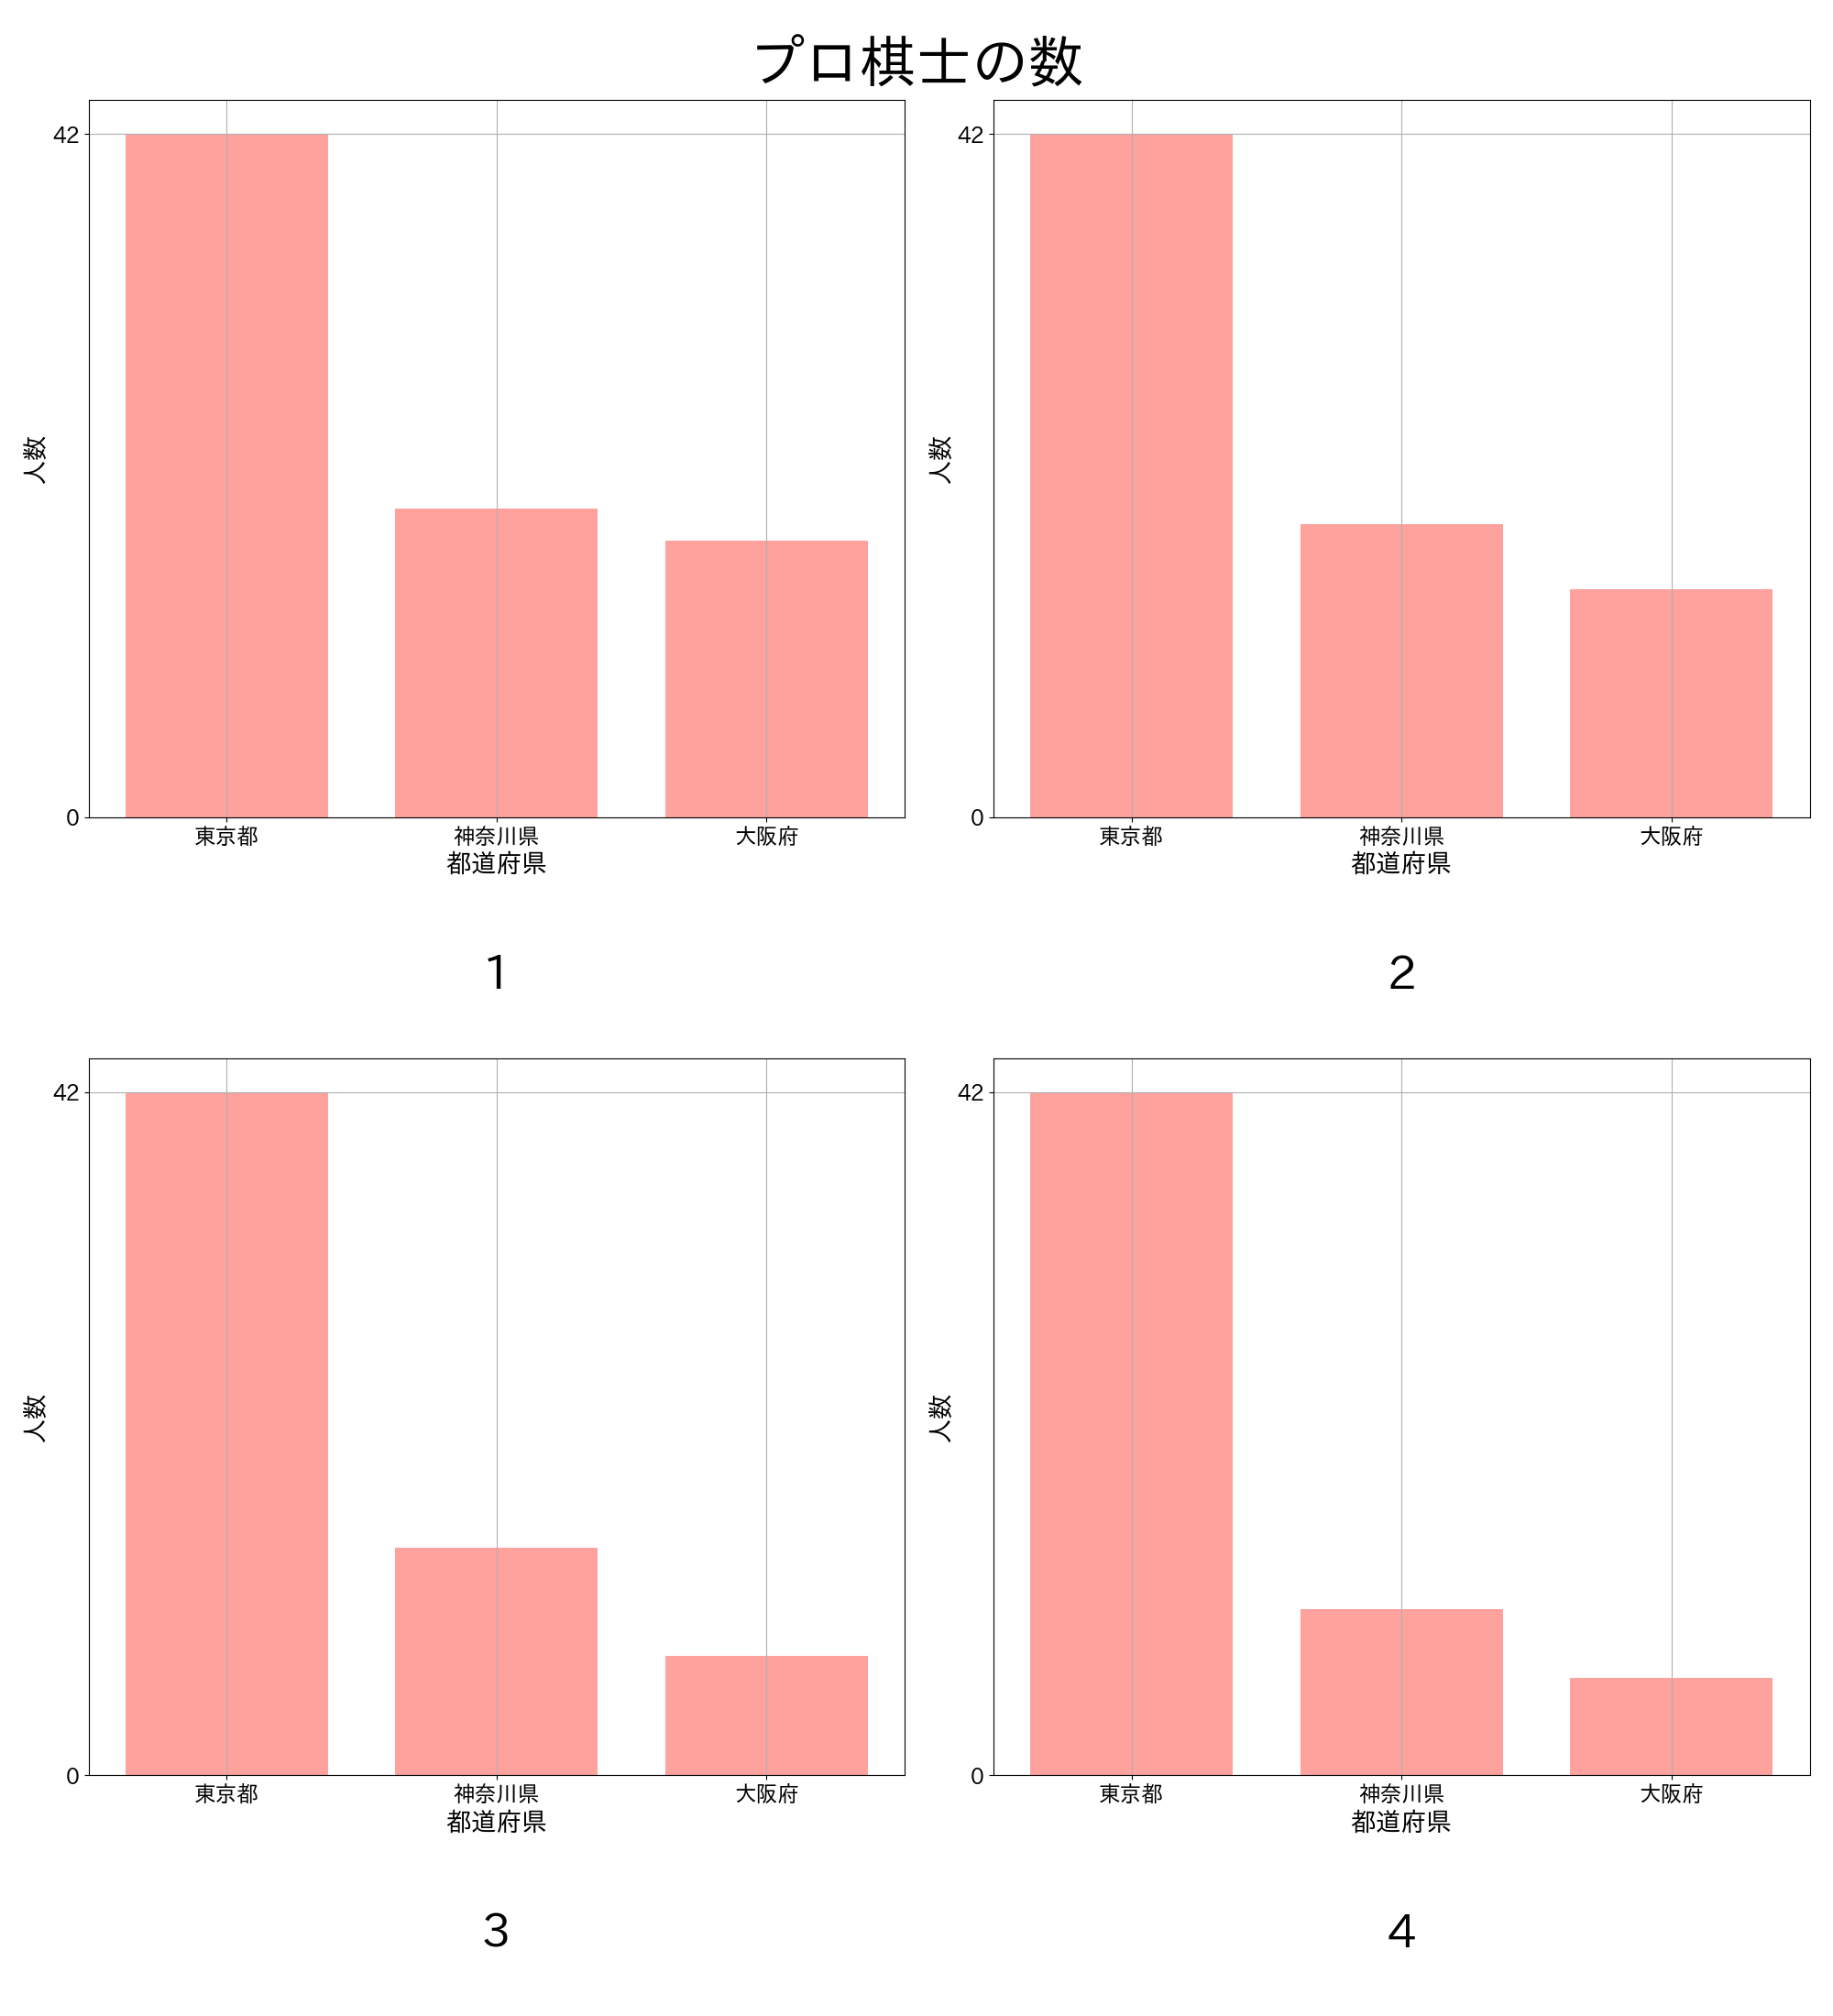 プロ棋士の数
42
人数
0
東京都 神奈川県 大阪府
都道府県
1
42
人数
0
東京都 神奈川県 大阪府
都道府県
2
42
人数
0
東京都 神奈川県 大阪府
都道府県
3
42
人数
0
東京都 神奈川県 大阪府
都道府県
4